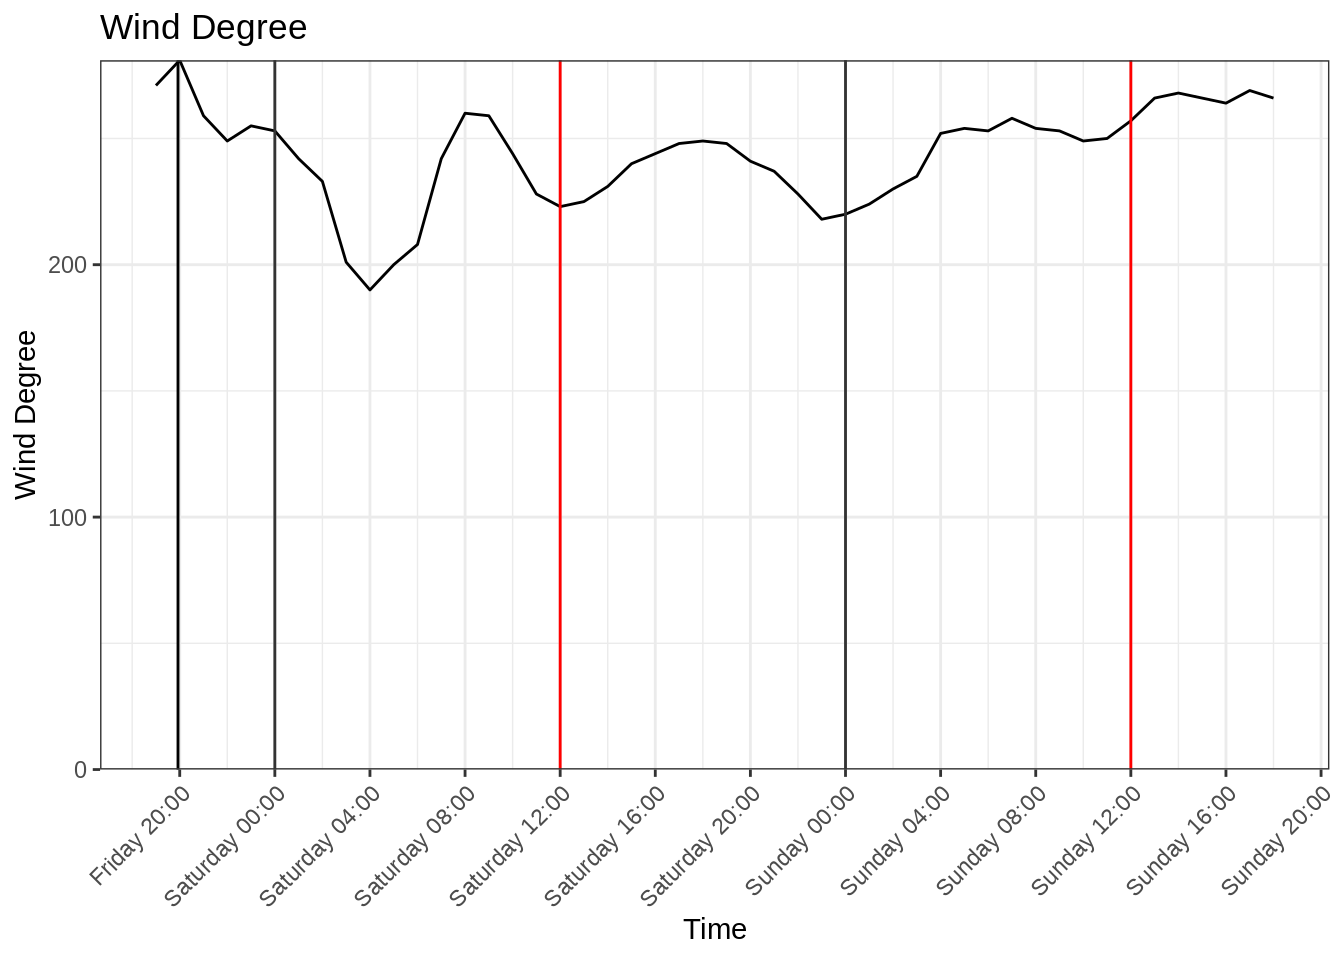 Wind Degree
Wind Degree
200
100
0
Friday 20:00
Saturday 00:00
Saturday 04:00
Saturday 08:00
Saturday 12:00
Saturday 16:00
Saturday 20:00
Sunday 00:00
Sunday 04:00
Sunday 08:00
Sunday 12:00
Sunday 16:00
Sunday 20:00
Time